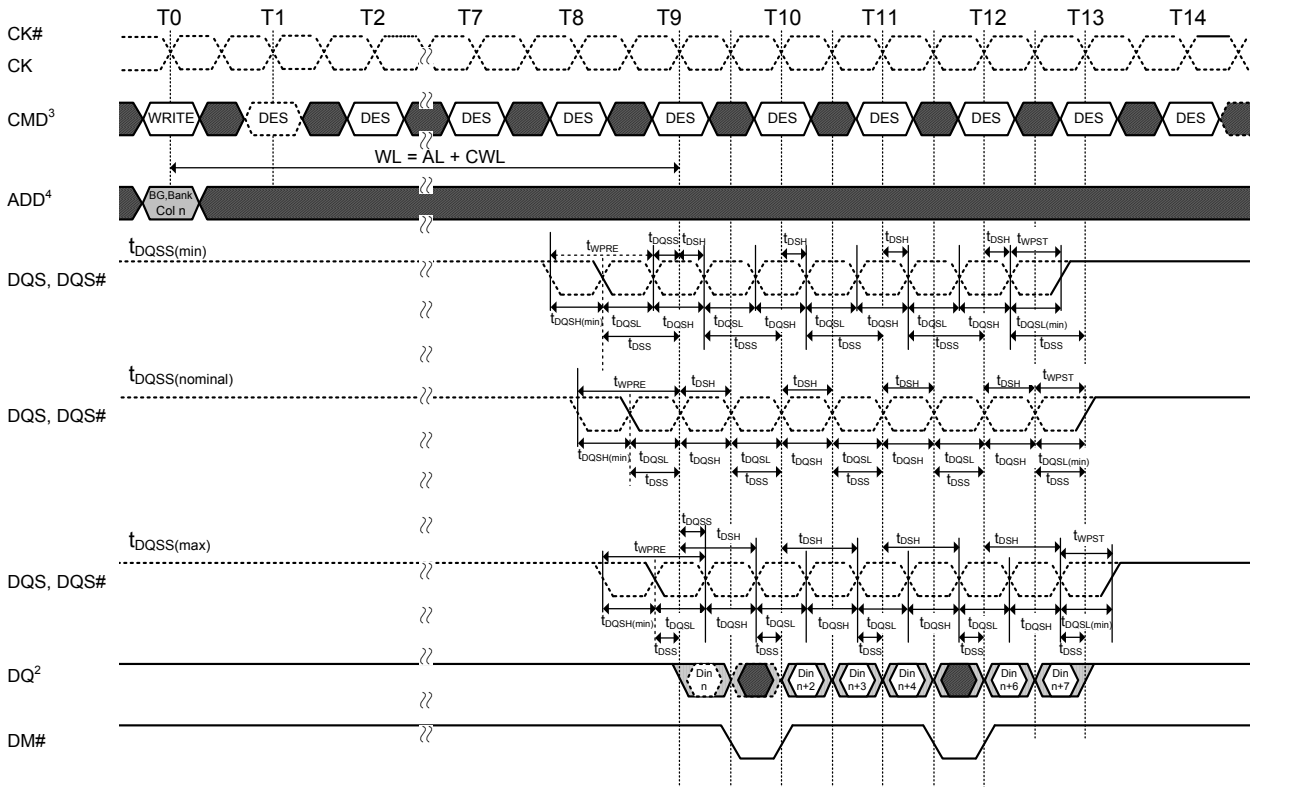 T0 T1 T2 T7 T8 T9 T10 T11 T12 T13 T14
CK#
CK
CMD3 WRITE DES DES DES DES DES DES DES DES DES DES
WL = AL + CWL
ADD4 BG,Bank
Col n
tDQSS(min) tWPRE tDQSS tDSH tDSH tDSH tDSH tWPST
DQS, DQS#
tDQSH(min) tDQSL tDQSH tDQSL tDQSH tDQSL tDQSH tDQSL tDQSH tDQSL(min)
tDSS tDSS tDSS tDSS tDSS
tDQSS(nominal) tWPRE tDSH tDSH tDSH tDSH tWPST
DQS, DQS#
tDQSH(min) tDQSL tDQSH tDQSL tDQSH tDQSL tDQSH tDQSL tDQSH tDQSL(min)
tDSS tDSS tDSS tDSS tDSS
tDQSS
tDQSS(max) tWPRE tDSH tDSH tDSH tDSH tWPST
DQS, DQS#
tDQSH(min) tDQSL tDQSH tDQSL tDQSH tDQSL tDQSH tDQSL tDQSH tDQSL(min)
tDSS tDSS tDSS tDSS tDSS
DQ2 Din Din Din Din Din Din
n n+2 n+3 n+4 n+6 n+7
DM#